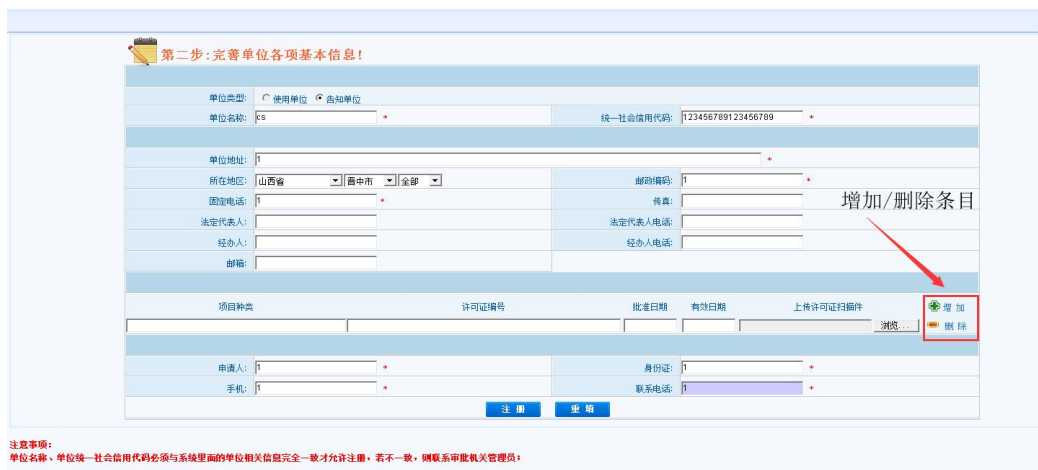 第二步:完善单位各项基本信息!
单位类型: 使用单位 告知单位
单位名称: cs * 统一社会信用代码: 123456789123456789 *
单位地址: 1 *
所在地区: 山西省 晋中市 全部 邮政编码: 1 *
固定电话: 1 * 传真:
增加/删除条目
法定代表人: 法定代表人电话:
经办人: 经办人电话:
邮箱:
项目种类 许可证编号 批准日期 有效日期 上传许可证扫描件 增 加
浏览... 删 除
申请人: 1 * 身份证: 1 *
手机: 1 * 联系电话: 1 *
注 册 重 填
注意事项:
单位名称、单位统一社会信用代码必须与系统里面的单位相关信息完全一致才允许注册,若不一致,则联系审批机关管理员;